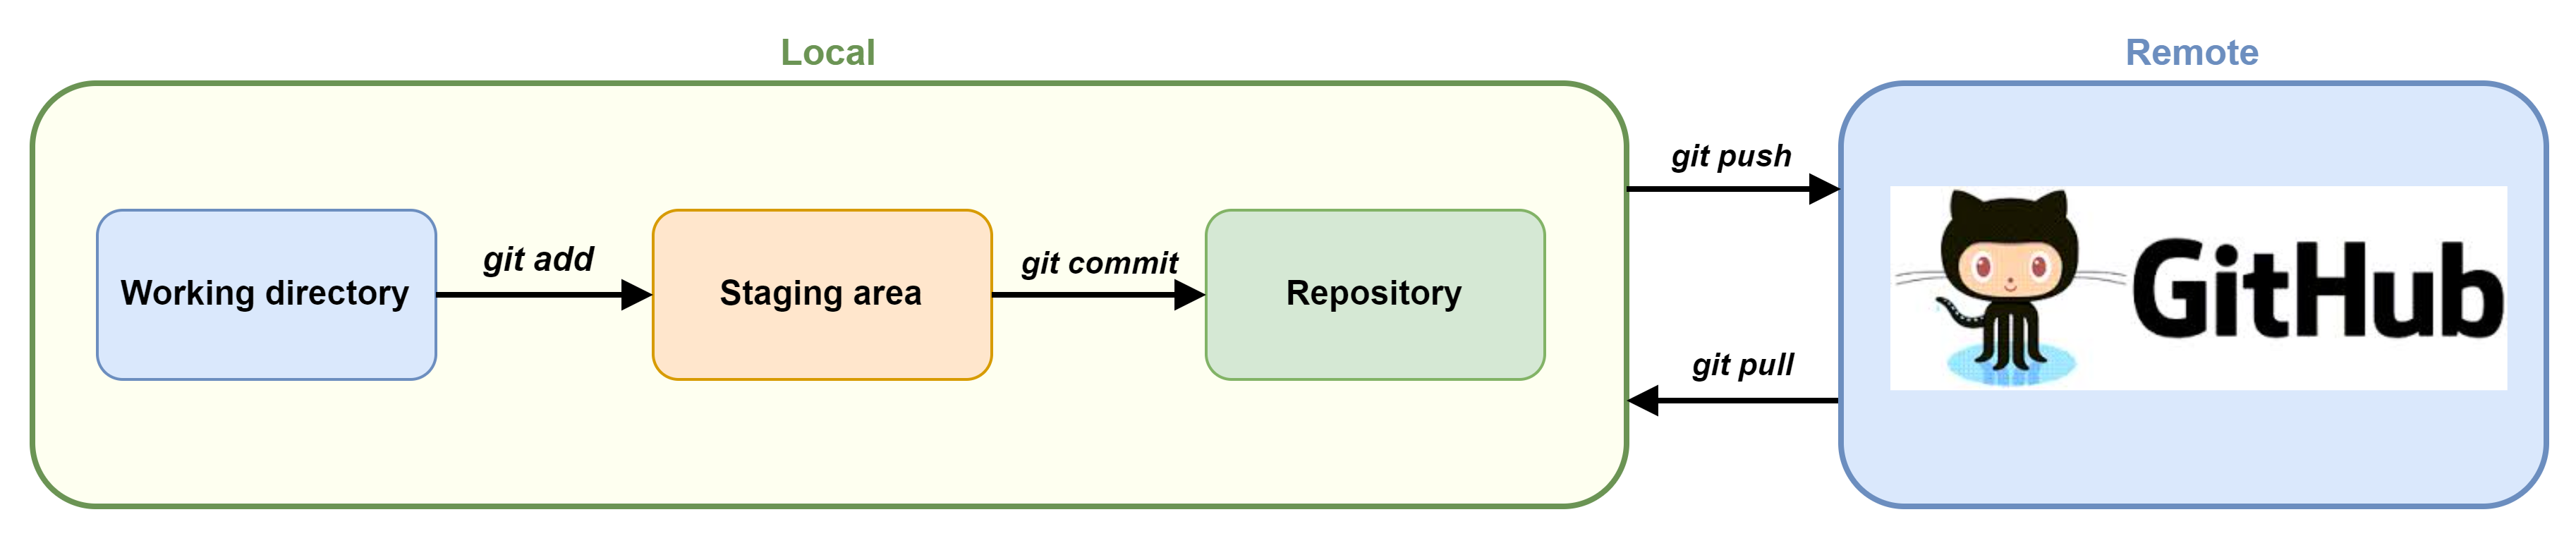 Local
Remote
Working directory
git add
Staging area
git commit
Repository
git push
git pull
GitHub